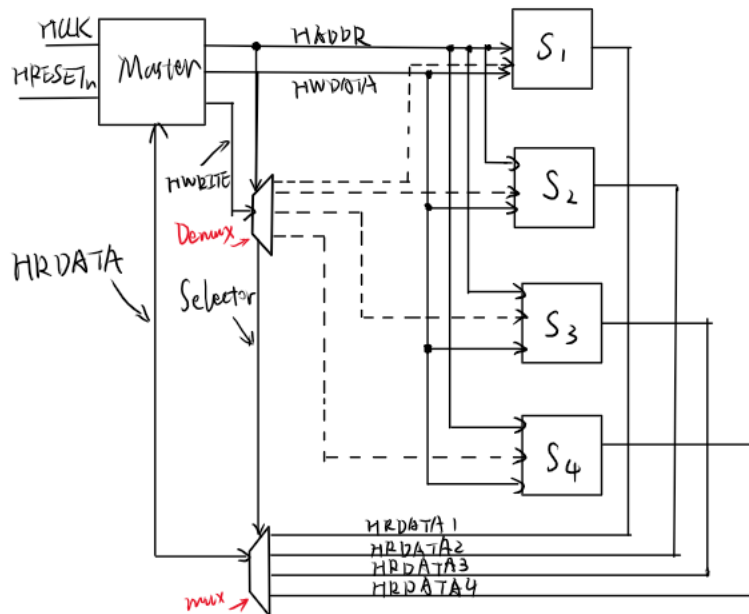 HCLK
HRESETn
Master
HADDR
HWDATA
HWRITE
Demux
HRDATA
Selector
S1
S2
S3
S4
HRDATA1
HRDATA2
HRDATA3
HRDATA4
mux